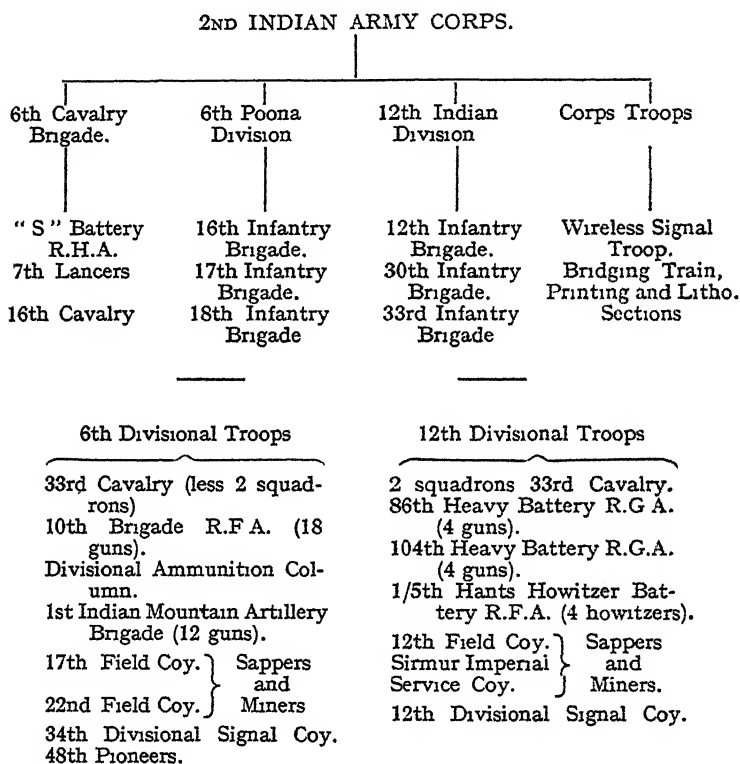 2ND INDIAN ARMY CORPS.
6th Cavalry Brigade.
6th Poona Division
12th Indian Division
Corps Troops
"S" Battery
R.H.A.
7th Lancers
16th Cavalry
16th Infantry
Brigade.
17th Infantry
Brigade.
18th Infantry
Brigade
12th Infantry
Brigade.
30th Infantry
Brigade.
33rd Infantry
Brigade
Wireless Signal
Troop.
Bridging Train,
Printing and Litho.
Sections
6th Divisional Troops
33rd Cavalry (less 2 squad-
rons)
10th Brigade R.F A. (18
guns).
Divisional Ammunition Col-
umn.
1st Indian Mountain Artillery
Brigade (12 guns).
17th Field Coy.
22nd Field Coy.
Sappers
and
Miners
34th Divisional Signal Coy.
48th Pioneers.
12th Divisional Troops
2 squadrons 33rd Cavalry.
86th Heavy Battery R.G A.
(4 guns).
104th Heavy Battery R.G.A.
(4 guns).
1/5th Hants Howitzer Bat-
tery R.F.A. (4 howitzers).
12th Field Coy.
Sirmur Imperial
Service Coy.
Sappers
and
Miners.
12th Divisional Signal Coy.